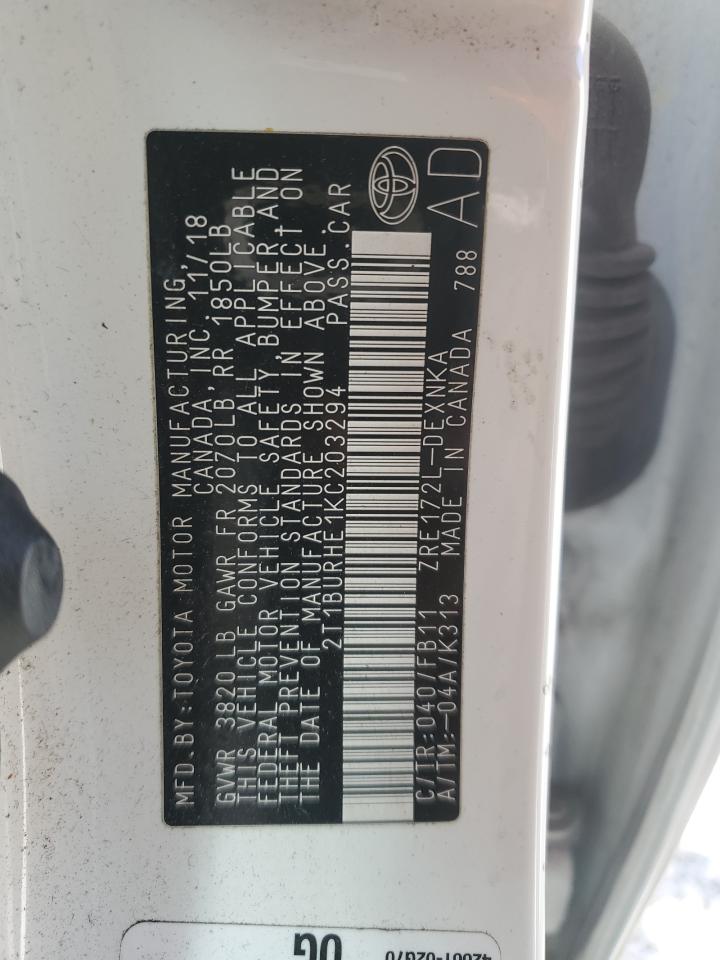 MFD.BY:TOYOTA MOTOR MANUFACTURING,
CANADA, INC. 11/18
GVWR 3820LB GAWR FR 2070LB, RR 1850LB
THIS VEHICLE CONFORMS TO ALL APPLICABLE
FEDERAL MOTOR VEHICLE SAFETY, BUMPER, AND
THEFT PREVENTION STANDARDS IN EFFECT ON
THE DATE OF MANUFACTURE SHOWN ABOVE.
2T1BURHE1KC203294 PASS.CAR
C/TR:040/FB11 ZRE172L-DEXNKA 788 AD
A/TM:-04A/K313 MADE IN CANADA